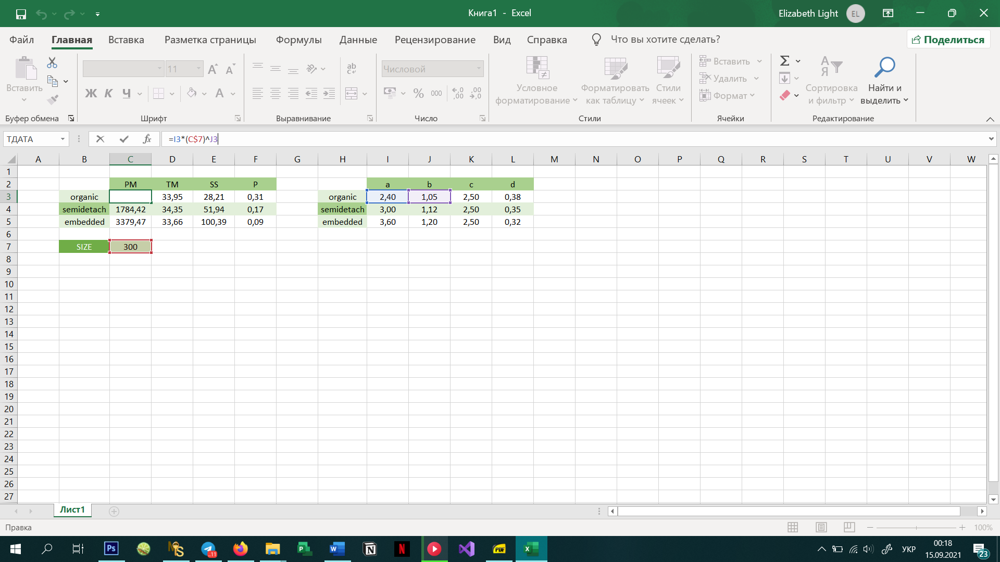 Книга1 - Excel
Elizabeth Light
EL
Файл Главная Вставка Разметка страницы Формулы Данные Рецензирование Вид Справка Что вы хотите сделать? Поделиться
Вставить
Буфер обмена
11
Ж К Ч А
Шрифт
ab
Выравнивание
Числовой
% 000 ,00 ,0
Число
Условное форматирование
Форматировать как таблицу
Стили ячеек
Стили
Вставить
Удалить
Формат
Ячейки
Сортировка и фильтр
Найти и выделить
Редактирование
ТДАТА fx =I3*(C$7)^J3
A B C D E F G H I J K L M N O P Q R S T U V W
1
2 PM TM SS P a b c d
3 organic 33,95 28,21 0,31 organic 2,40 1,05 2,50 0,38
4 semidetach 1784,42 34,35 51,94 0,17 semidetach 3,00 1,12 2,50 0,35
5 embedded 3379,47 33,66 100,39 0,09 embedded 3,60 1,20 2,50 0,32
6
7 SIZE 300
8
9
10
11
12
13
14
15
16
17
18
19
20
21
22
23
24
25
26
27
Лист1
Правка
100%
Ps
P
W
N
N
PDF
X
УКР
00:18
15.09.2021
23